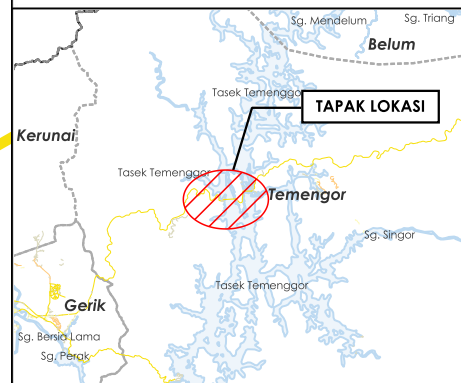 Sg. Mendelum
Sg. Triang
Belum
Tasek Temenggor
TAPAK LOKASI
Kerunai
Tasek Temenggor
Temengor
Sg. Singor
Tasek Temenggor
Gerik
Sg. Bersia Lama
Sg. Perak